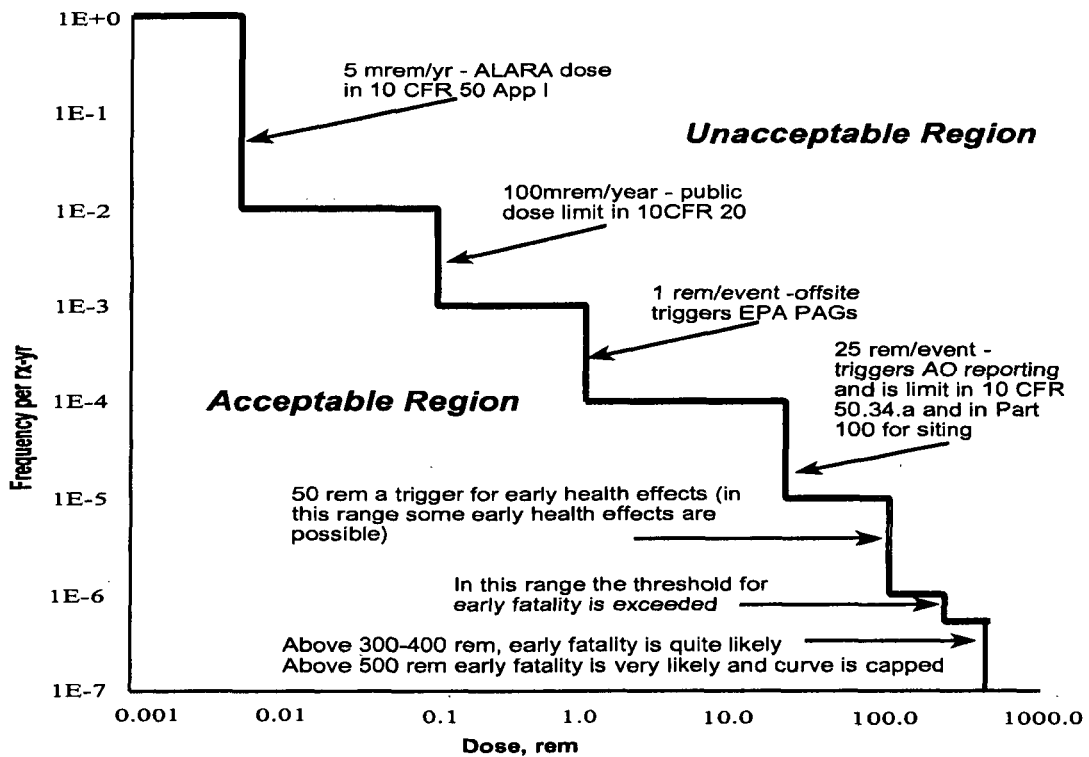 1E+0
5 mrem/yr - ALARA dose
in 10 CFR 50 App I
1E-1
Unacceptable Region
100mrem/year - public
dose limit in 10CFR 20
1E-2
1 rem/event -offsite
triggers EPA PAGs
1E-3
25 rem/event -
triggers AO reporting
and is limit in 10 CFR
50.34.a and in Part
100 for siting
Acceptable Region
1E-4
Frequency per rx-yr
50 rem a trigger for early health effects (in
this range some early health effects are
possible)
1E-5
In this range the threshold for
early fatality is exceeded
1E-6
Above 300-400 rem, early fatality is quite likely
Above 500 rem early fatality is very likely and curve is capped
1E-7
0.001 0.01 0.1 1.0 10.0 100.0 1000.0
Dose, rem